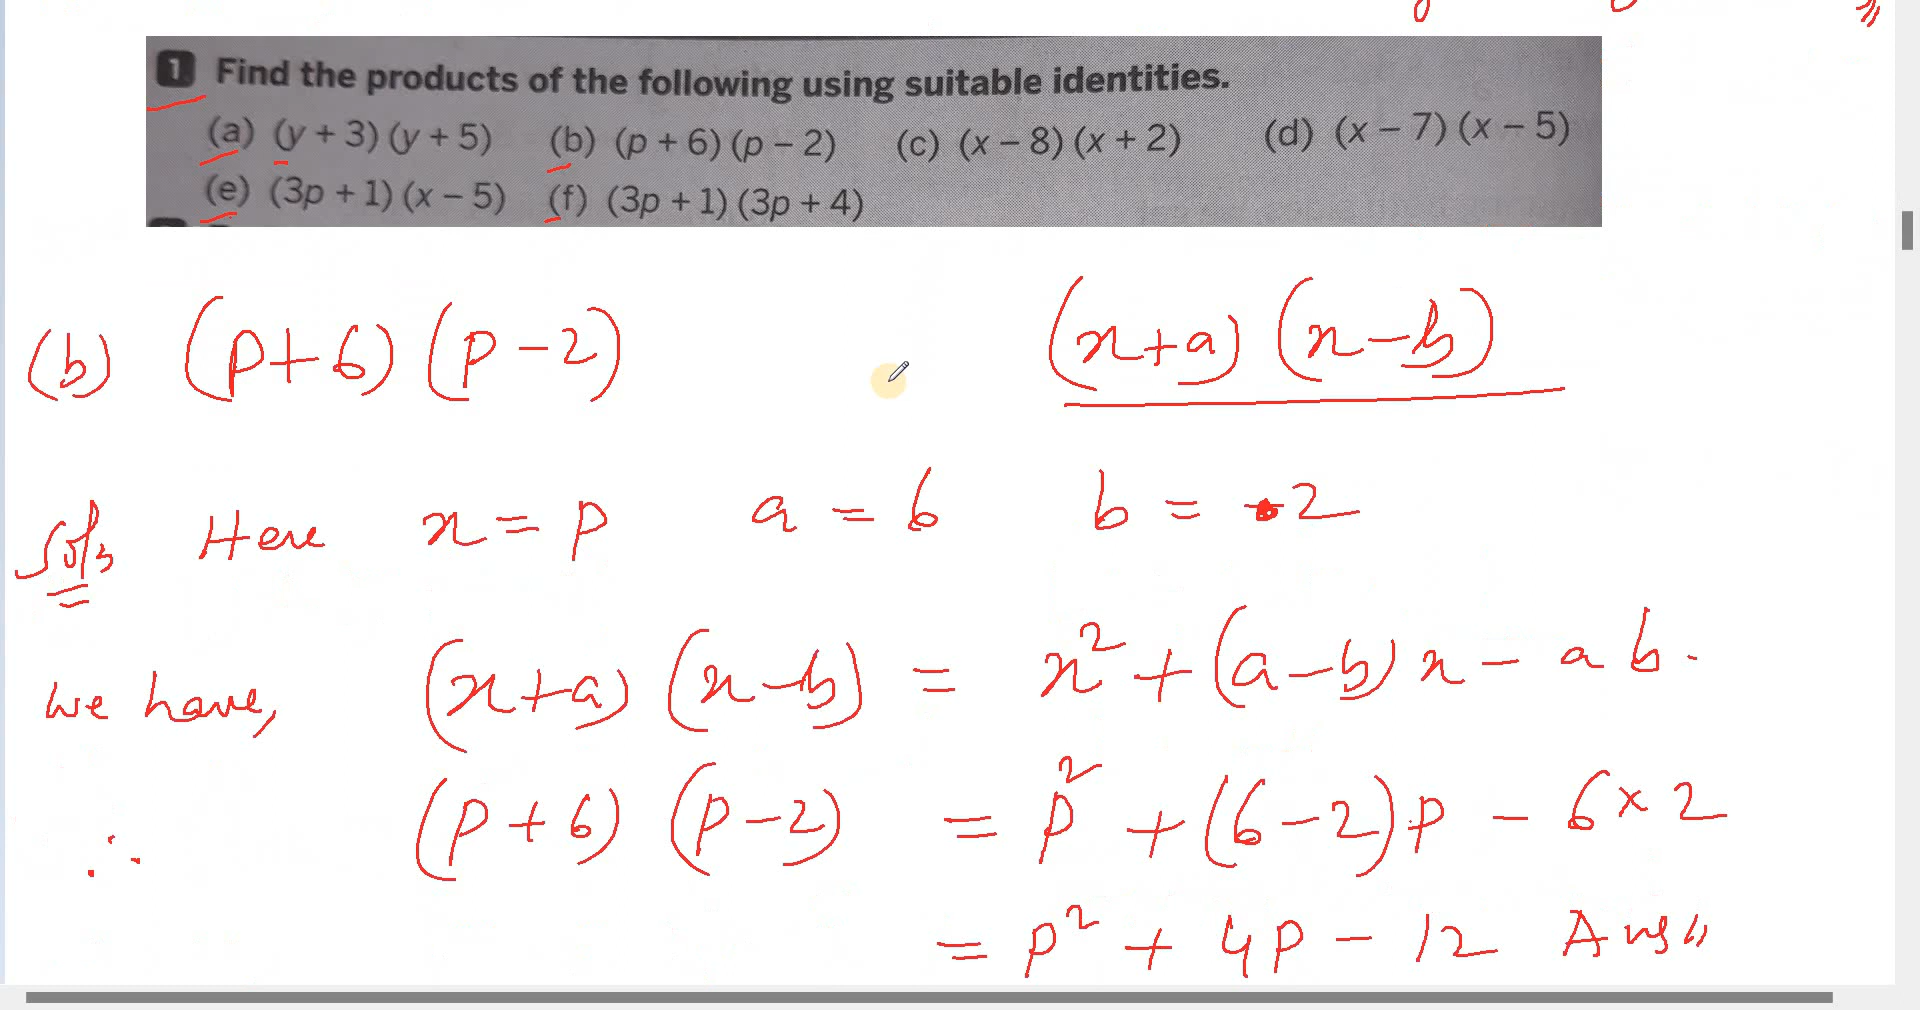 1 Find the products of the following using suitable identities.
(a) (y + 3) (y + 5) (b) (p + 6) (p – 2) (c) (x – 8) (x + 2) (d) (x – 7) (x – 5)
(e) (3p + 1) (x – 5) (f) (3p + 1) (3p + 4)
(b) (p+6) (p-2) (x+a) (x-b)
Soln Here x = p a = 6 b = 2
We have, (x+a) (x-b) = x² + (a-b) x - ab.
∴ (p+6) (p-2) = p² + (6-2) p - 6×2
= p² + 4p - 12 Ans